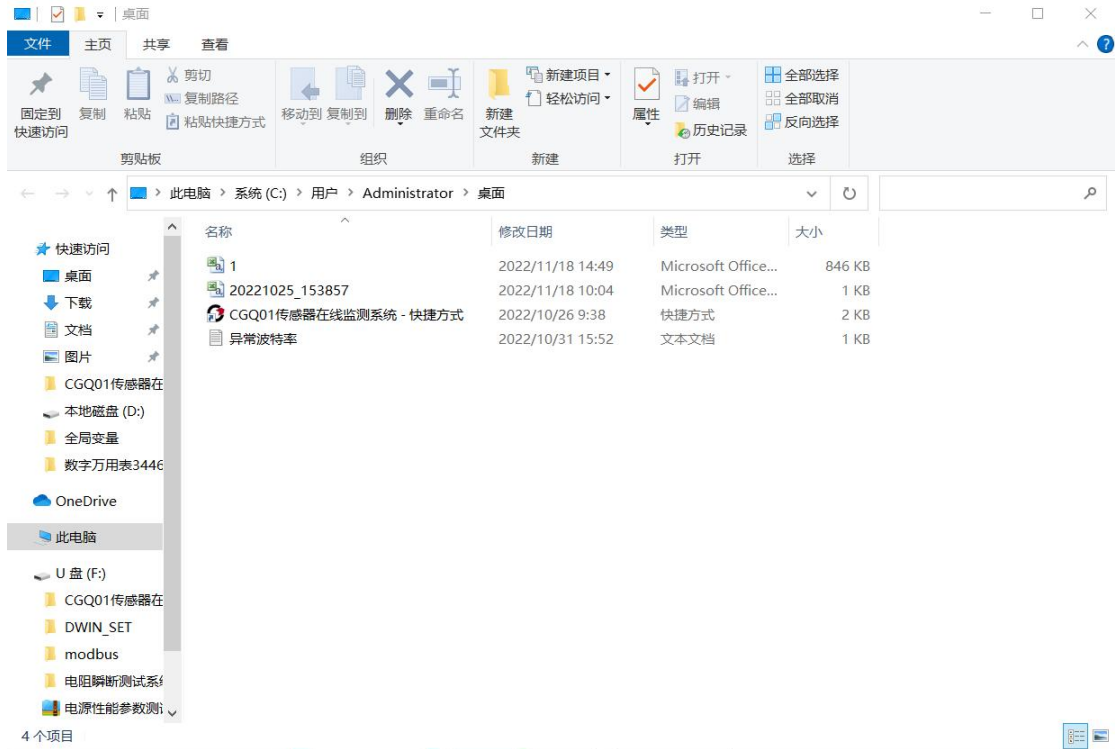 桌面
文件 主页 共享 查看
固定到快速访问
复制
粘贴
剪切
复制路径
粘贴快捷方式
剪贴板
移动到 复制到 删除 重命名
组织
新建文件夹
新建项目
轻松访问
新建
属性
打开
编辑
历史记录
打开
全部选择
全部取消
反向选择
选择
此电脑 > 系统 (C:) > 用户 > Administrator > 桌面
快速访问
桌面
下载
文档
图片
CGQ01传感器在
本地磁盘 (D:)
全局变量
数字万用表3446
OneDrive
此电脑
U 盘 (F:)
CGQ01传感器在
DWIN_SET
modbus
电阻瞬断测试系
电源性能参数测
名称 修改日期 类型 大小
1 2022/11/18 14:49 Microsoft Office... 846 KB
20221025_153857 2022/11/18 10:04 Microsoft Office... 1 KB
CGQ01传感器在线监测系统 - 快捷方式 2022/10/26 9:38 快捷方式 2 KB
异常波特率 2022/10/31 15:52 文本文档 1 KB
4 个项目